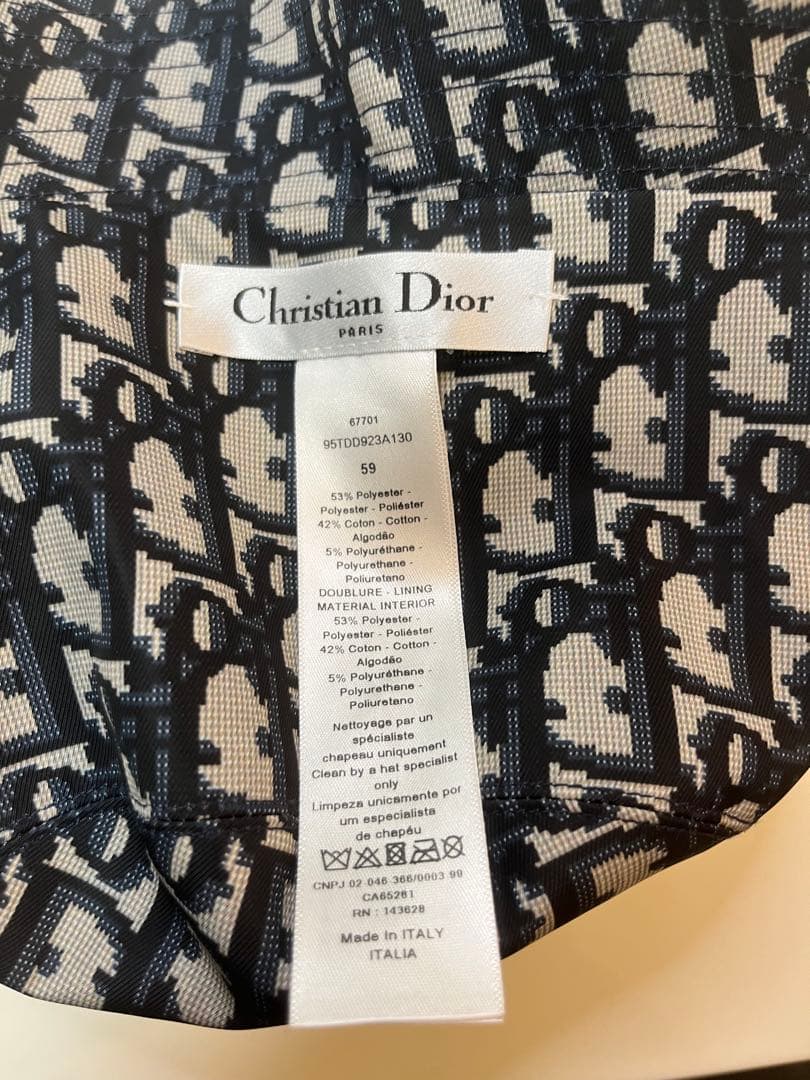 Christian Dior
PARIS
67701
95TDD923A130
59
53% Polyester -
Polyester - Poliéster
42% Coton - Cotton -
Algodão
5% Polyuréthane -
Polyurethane -
Poliuretano
DOUBLURE - LINING
MATERIAL INTERIOR
53% Polyester -
Polyester - Poliéster
42% Coton - Cotton -
Algodão
5% Polyuréthane -
Polyurethane -
Poliuretano
Nettoyage par un
spécialiste
chapeau uniquement
Clean by a hat specialist
only
Limpeza unicamente por
um especialista
de chapéu
CNPJ 02 046 366/0003 90
CA65261
RN : 143628
Made in ITALY
ITALIA